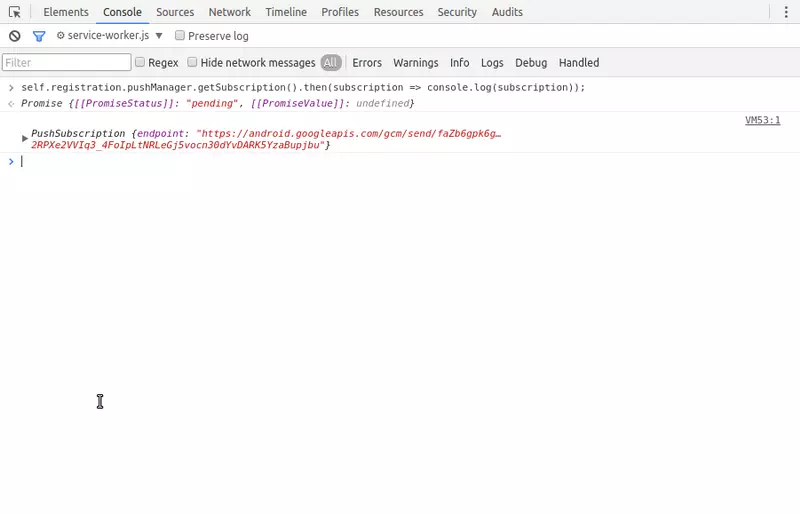 Elements Console Sources Network Timeline Profiles Resources Security Audits
service-worker.js ▼ Preserve log
Filter Regex Hide network messages All Errors Warnings Info Logs Debug Handled
> self.registration.pushManager.getSubscription().then(subscription => console.log(subscription));
Promise {[[PromiseStatus]]: "pending", [[PromiseValue]]: undefined}
VM53:1
PushSubscription {endpoint: "https://android.googleapis.com/gcm/send/faZb6gpk6g…
2RPXe2VVIq3_4FoIpLtNRLeGj5vocn30dYvDARK5YzaBupjbu"}
>